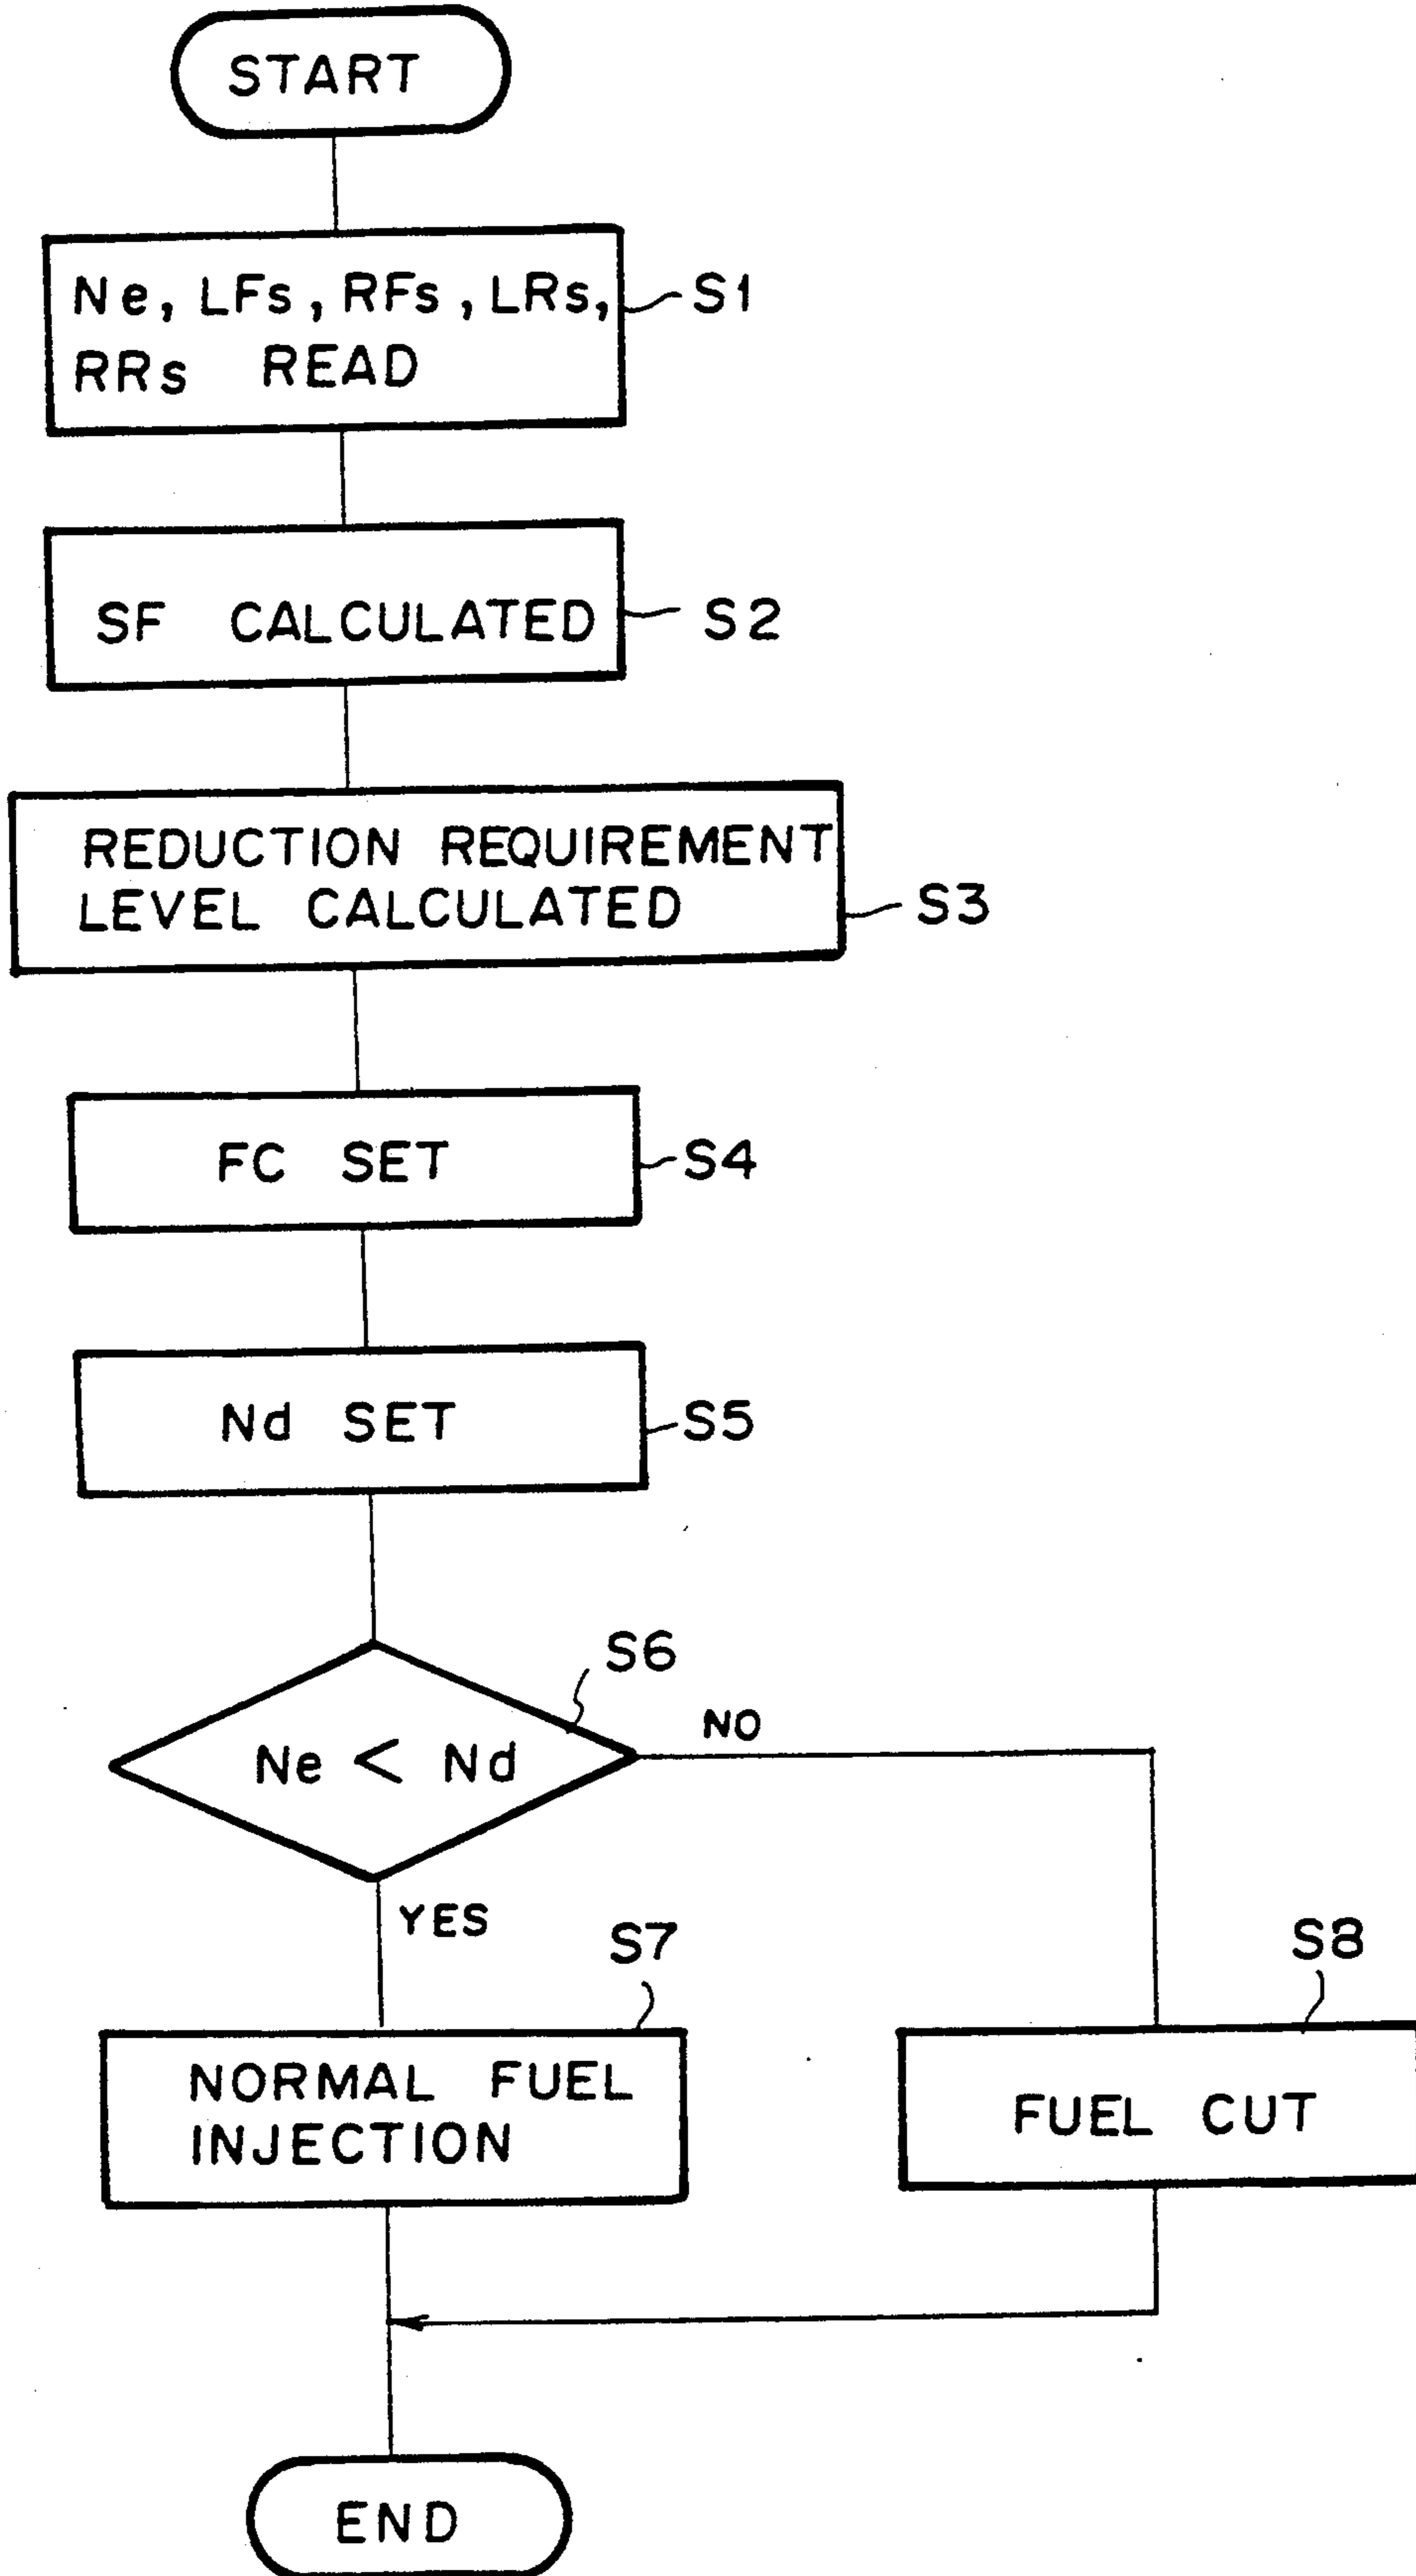 START
Ne, LFs, RFs, LRs,
RRs READ
S1
SF CALCULATED
S2
REDUCTION REQUIREMENT
LEVEL CALCULATED
S3
FC SET
S4
Nd SET
S5
S6
Ne < Nd
NO
YES
S7
NORMAL FUEL
INJECTION
S8
FUEL CUT
END